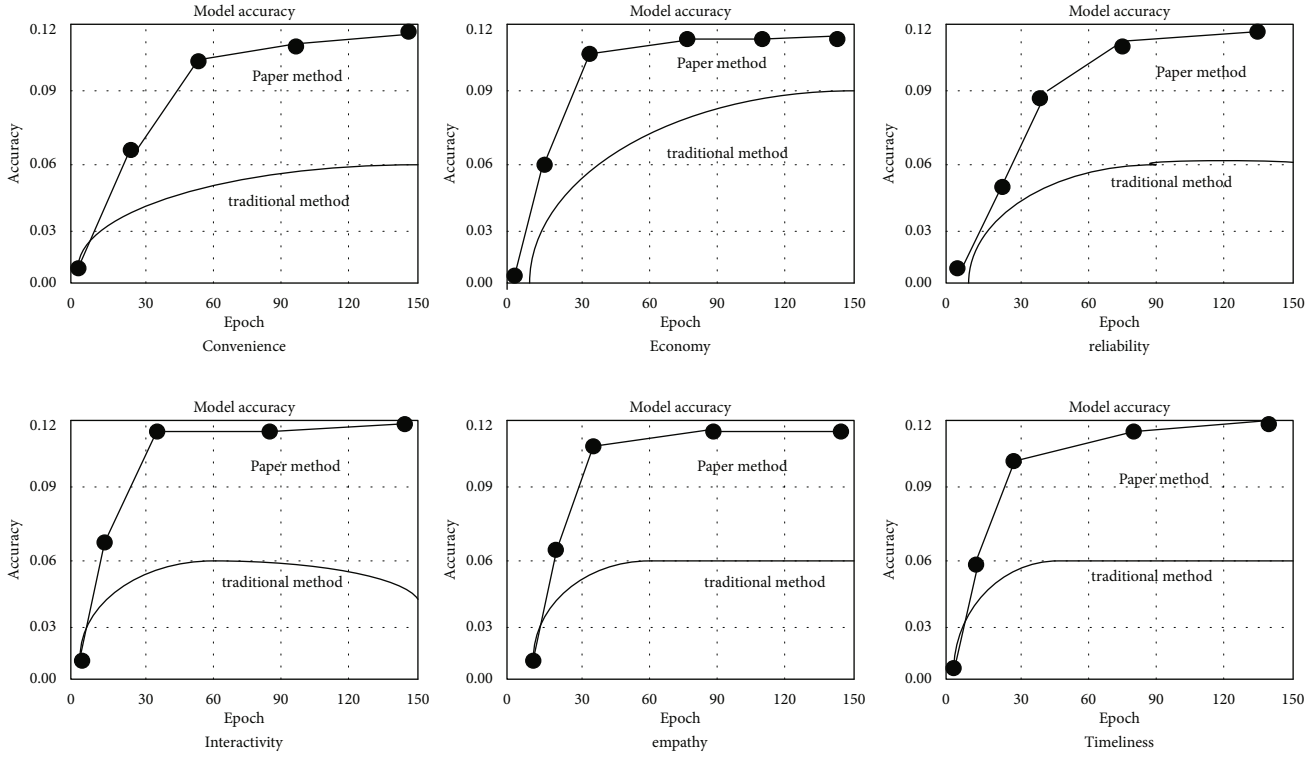 Model accuracy
0.12
Paper method
0.09
Accuracy
0.06
traditional method
0.03
0.00
0 30 60 90 120 150
Epoch
Convenience
Model accuracy
0.12
Paper method
0.09
Accuracy
0.06
traditional method
0.03
0.00
0 30 60 90 120 150
Epoch
Economy
Model accuracy
0.12
Paper method
0.09
Accuracy
0.06
traditional method
0.03
0.00
0 30 60 90 120 150
Epoch
reliability
Model accuracy
0.12
Paper method
0.09
Accuracy
0.06
traditional method
0.03
0.00
0 30 60 90 120 150
Epoch
Interactivity
Model accuracy
0.12
Paper method
0.09
Accuracy
0.06
traditional method
0.03
0.00
0 30 60 90 120 150
Epoch
empathy
Model accuracy
0.12
Paper method
0.09
Accuracy
0.06
traditional method
0.03
0.00
0 30 60 90 120 150
Epoch
Timeliness